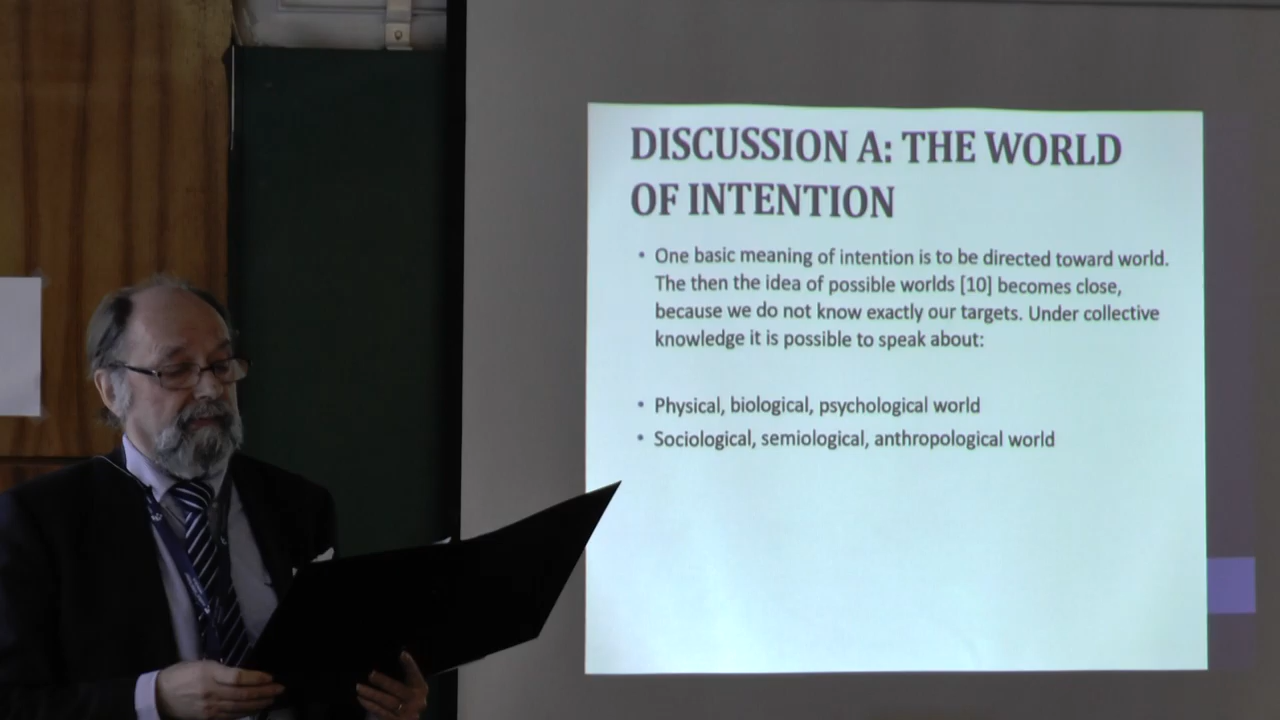 DISCUSSION A: THE WORLD
OF INTENTION
• One basic meaning of intention is to be directed toward world.
The then the idea of possible worlds [10] becomes close,
because we do not know exactly our targets. Under collective
knowledge it is possible to speak about:
• Physical, biological, psychological world
• Sociological, semiological, anthropological world